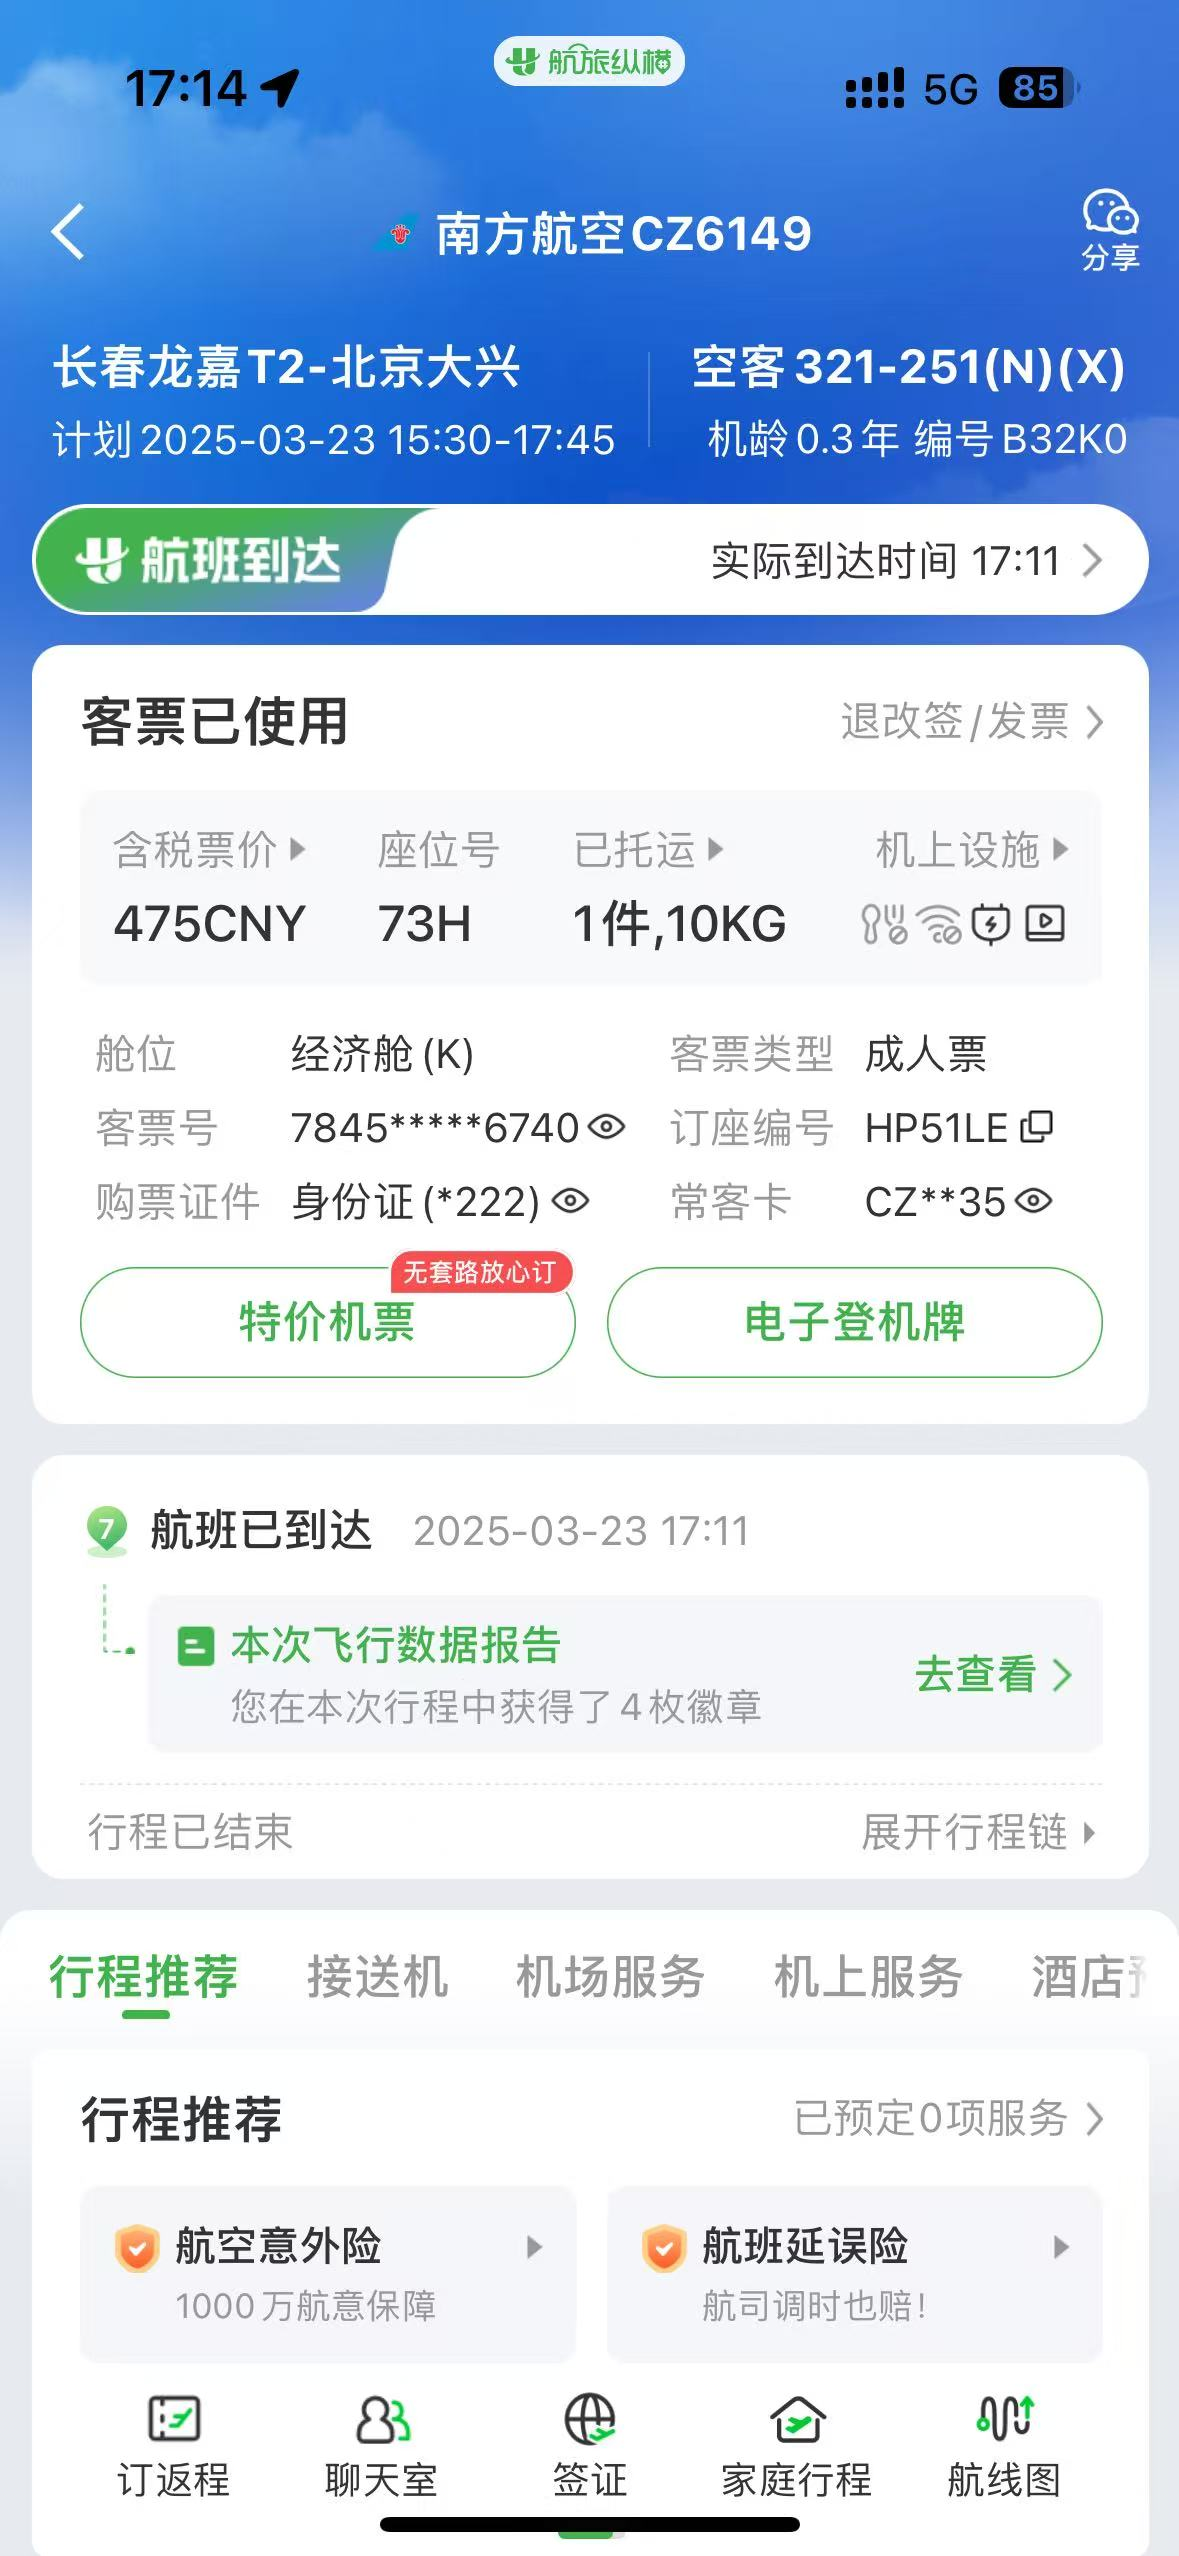 17:14
航旅纵横
5G
85
南方航空CZ6149
分享
长春龙嘉T2-北京大兴
空客321-251(N)(X)
计划2025-03-23 15:30-17:45
机龄0.3年 编号B32K0
航班到达
实际到达时间 17:11
客票已使用
退改签/发票
含税票价
座位号
已托运
机上设施
475CNY
73H
1件,10KG
舱位
经济舱(K)
客票类型
成人票
客票号
7845*****6740
订座编号
HP51LE
购票证件
身份证(*222)
常客卡
CZ**35
无套路放心订
特价机票
电子登机牌
7
航班已到达
2025-03-23 17:11
本次飞行数据报告
去查看
您在本次行程中获得了4枚徽章
行程已结束
展开行程链
行程推荐
接送机
机场服务
机上服务
酒店
行程推荐
已预定0项服务
航空意外险
航班延误险
1000万航意保障
航司调时也赔!
订返程
聊天室
签证
家庭行程
航线图